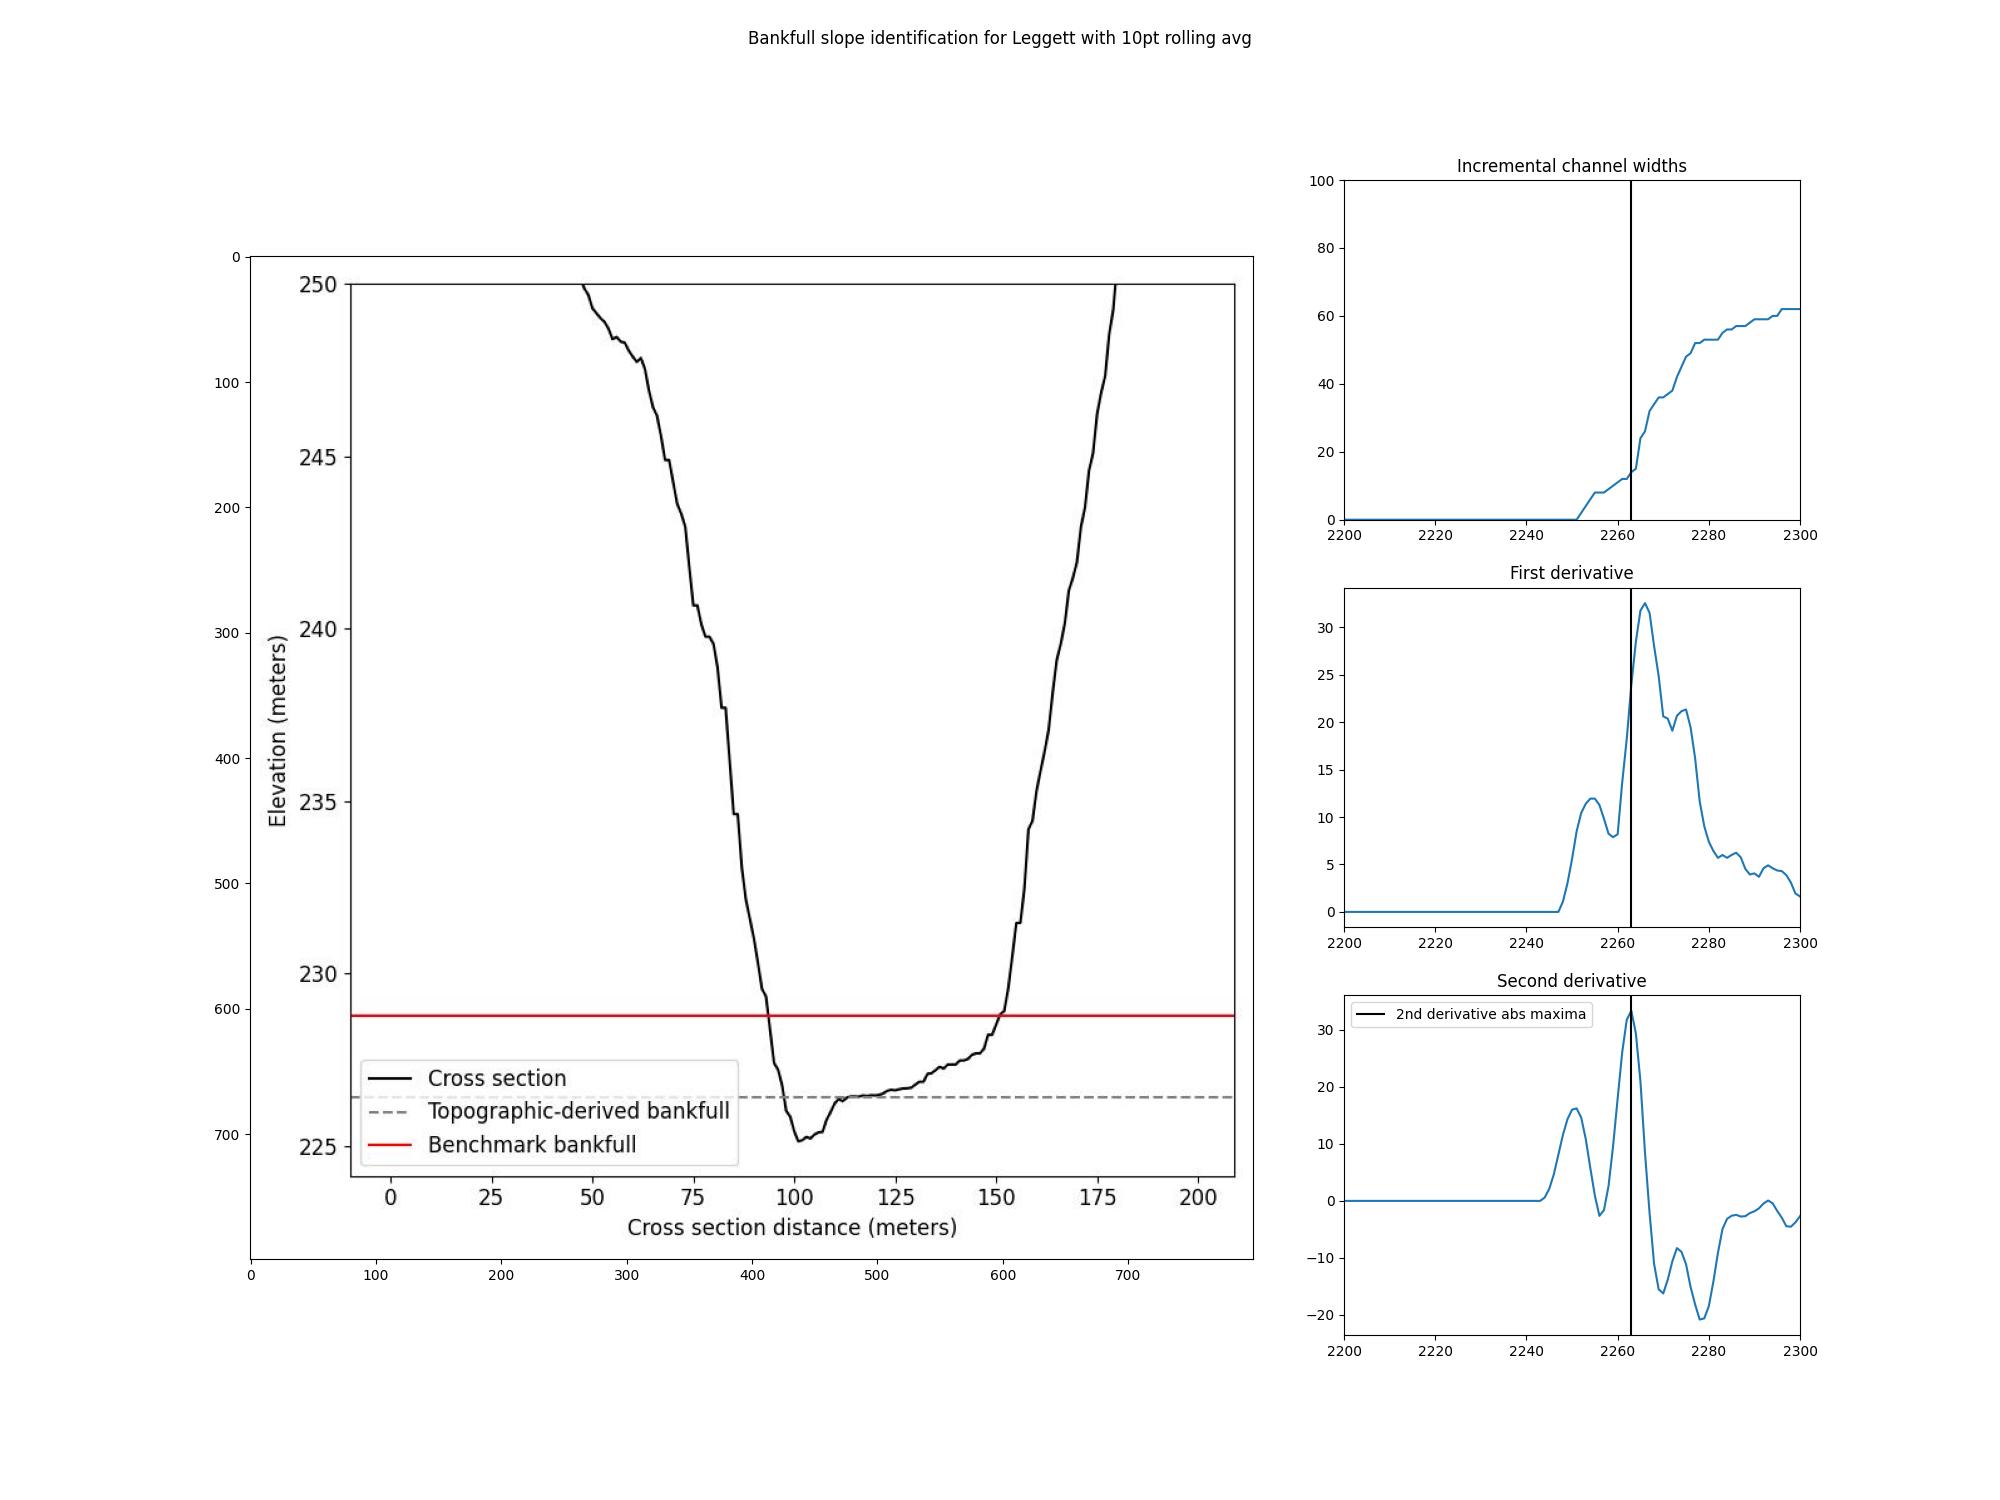 Bankfull slope identification for Leggett with 10pt rolling avg
0
100
200
300
400
500
600
700
Elevation (meters)
250
245
240
235
230
225
Cross section
Topographic-derived bankfull
Benchmark bankfull
0 25 50 75 100 125 150 175 200
Cross section distance (meters)
0 100 200 300 400 500 600 700
Incremental channel widths
100
80
60
40
20
0
2200 2220 2240 2260 2280 2300
First derivative
30
25
20
15
10
5
0
2200 2220 2240 2260 2280 2300
Second derivative
2nd derivative abs maxima
30
20
10
0
−10
−20
2200 2220 2240 2260 2280 2300